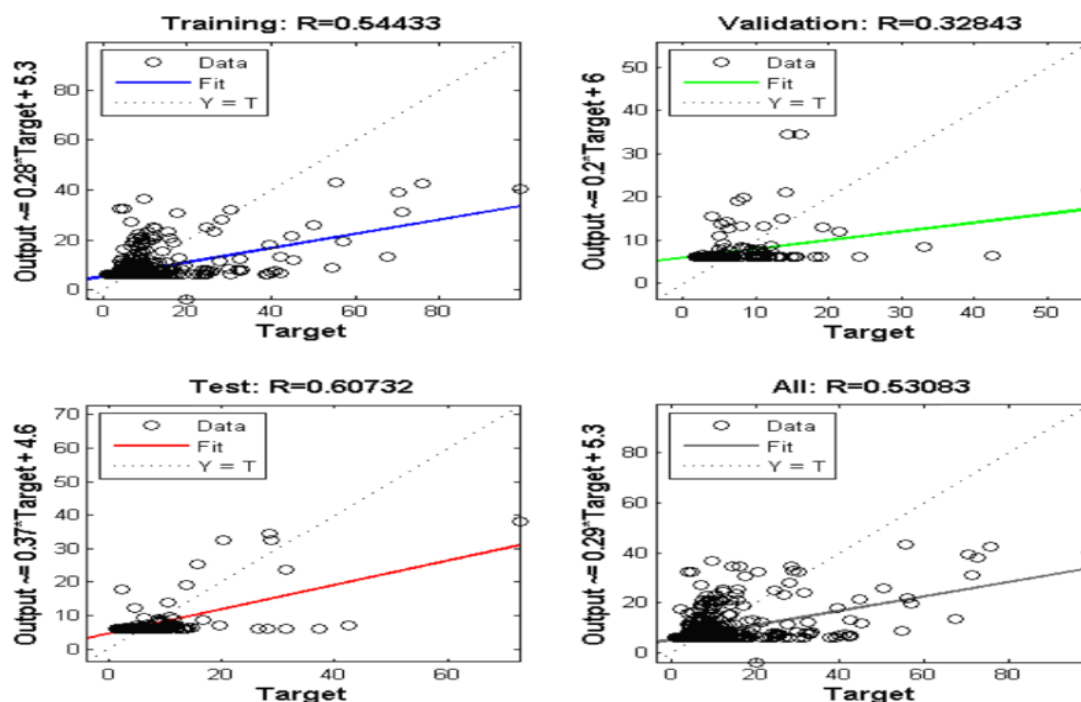 Training: R=0.54433
Output ~= 0.28*Target + 5.3
Data
Fit
Y = T
80
60
40
20
0
20
40
60
80
Target
Validation: R=0.32843
Output ~= 0.2*Target + 6
Data
Fit
Y = T
50
40
30
20
10
0
0
10
20
30
40
50
Target
Test: R=0.60732
Output ~= 0.37*Target + 4.6
Data
Fit
Y = T
70
60
50
40
30
20
10
0
0
20
40
60
Target
All: R=0.53083
Output ~= 0.29*Target + 5.3
Data
Fit
Y = T
80
60
40
20
0
0
20
40
60
80
Target